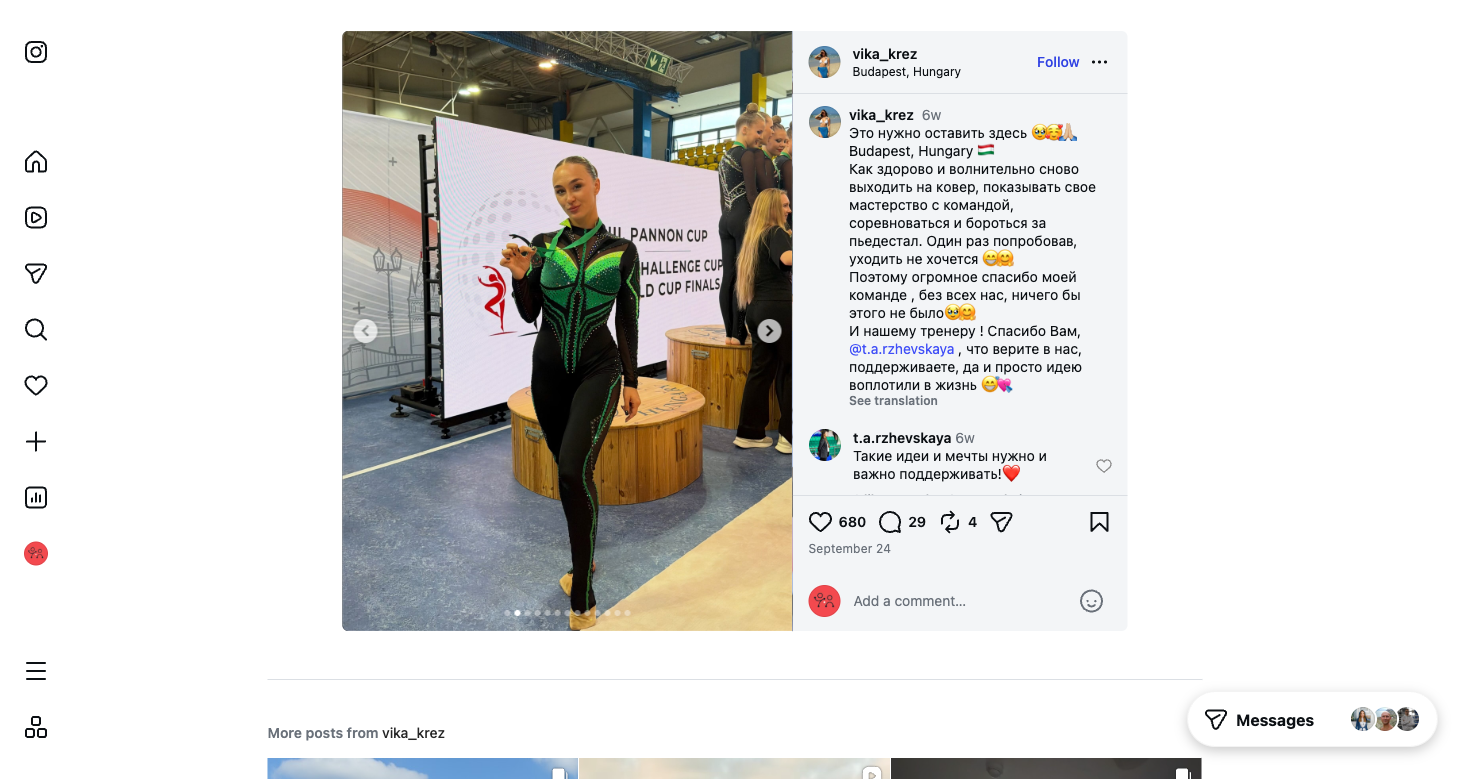 III. PANNON CUP
HALLENGE CUP
LD CUP FINALS
vika_krez
Budapest, Hungary
Follow
vika_krez 6w
Это нужно оставить здесь 🥹🥰🙏🏼
Budapest, Hungary 🇭🇺
Как здорово и волнительно сново
выходить на ковер, показывать свое
мастерство с командой,
соревноваться и бороться за
пьедестал. Один раз попробовав,
уходить не хочется 😁🤗
Поэтому огромное спасибо моей
команде , без всех нас, ничего бы
этого не было🥹🤗
И нашему тренеру ! Спасибо Вам,
@t.a.rzhevskaya , что верите в нас,
поддерживаете, да и просто идею
воплотили в жизнь 😁💘
See translation
t.a.rzhevskaya 6w
Такие идеи и мечты нужно и
важно поддерживать!❤️
680 29 4
September 24
Add a comment...
More posts from vika_krez
Messages